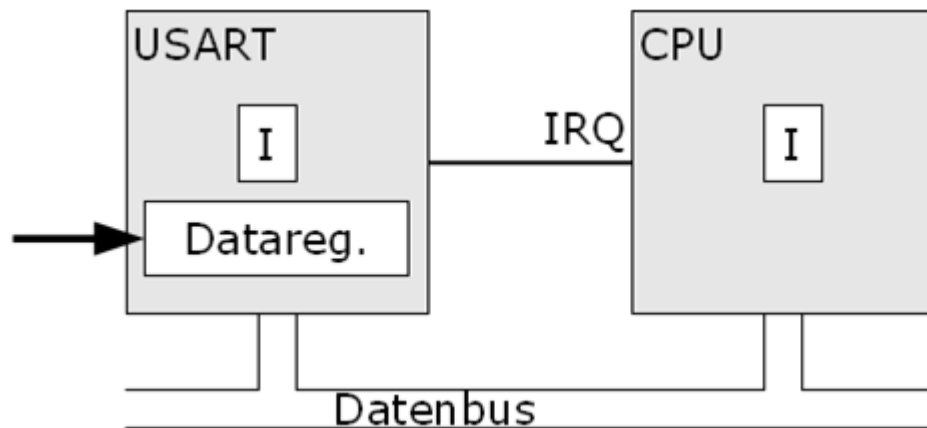 USART
CPU
IRQ
I
I
Datareg.
Datenbus